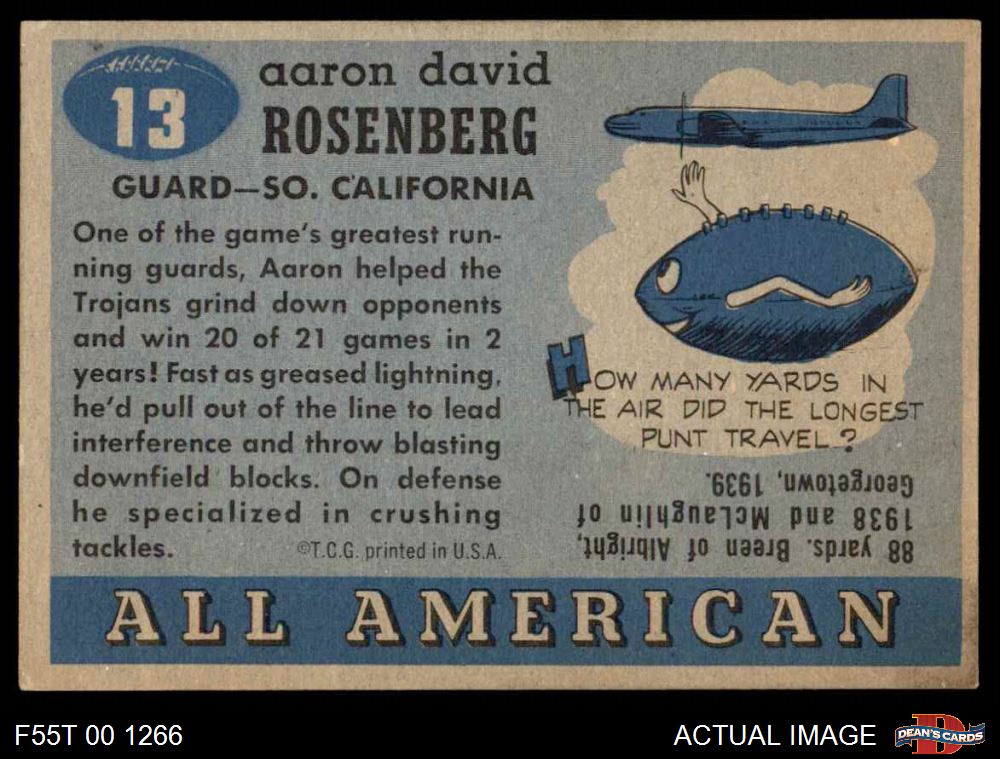 13
aaron david
ROSENBERG
GUARD—SO. CALIFORNIA
One of the game's greatest run-
ning guards, Aaron helped the
Trojans grind down opponents
and win 20 of 21 games in 2
years! Fast as greased lightning,
he'd pull out of the line to lead
interference and throw blasting
downfield blocks. On defense
he specialized in crushing
tackles.
©T.C.G. printed in U.S.A.
HOW MANY YARDS IN
THE AIR DID THE LONGEST
PUNT TRAVEL?
88 yards. Breen of Albright,
1938 and McLaughlin of
Georgetown, 1939.
ALL AMERICAN
F55T 00 1266
ACTUAL IMAGE
D
DEAN'S CARDS